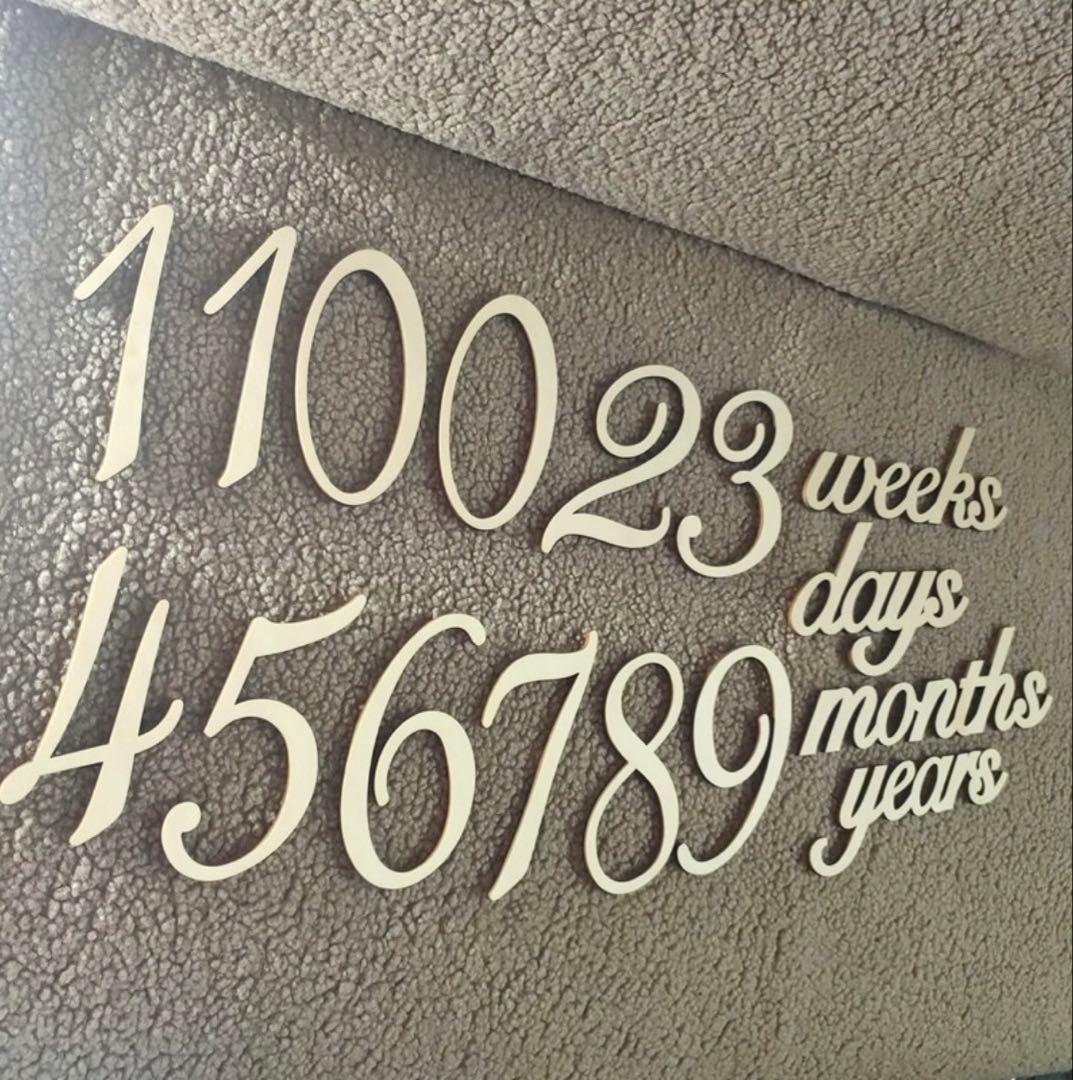 110023 weeks
days
456789 months
years